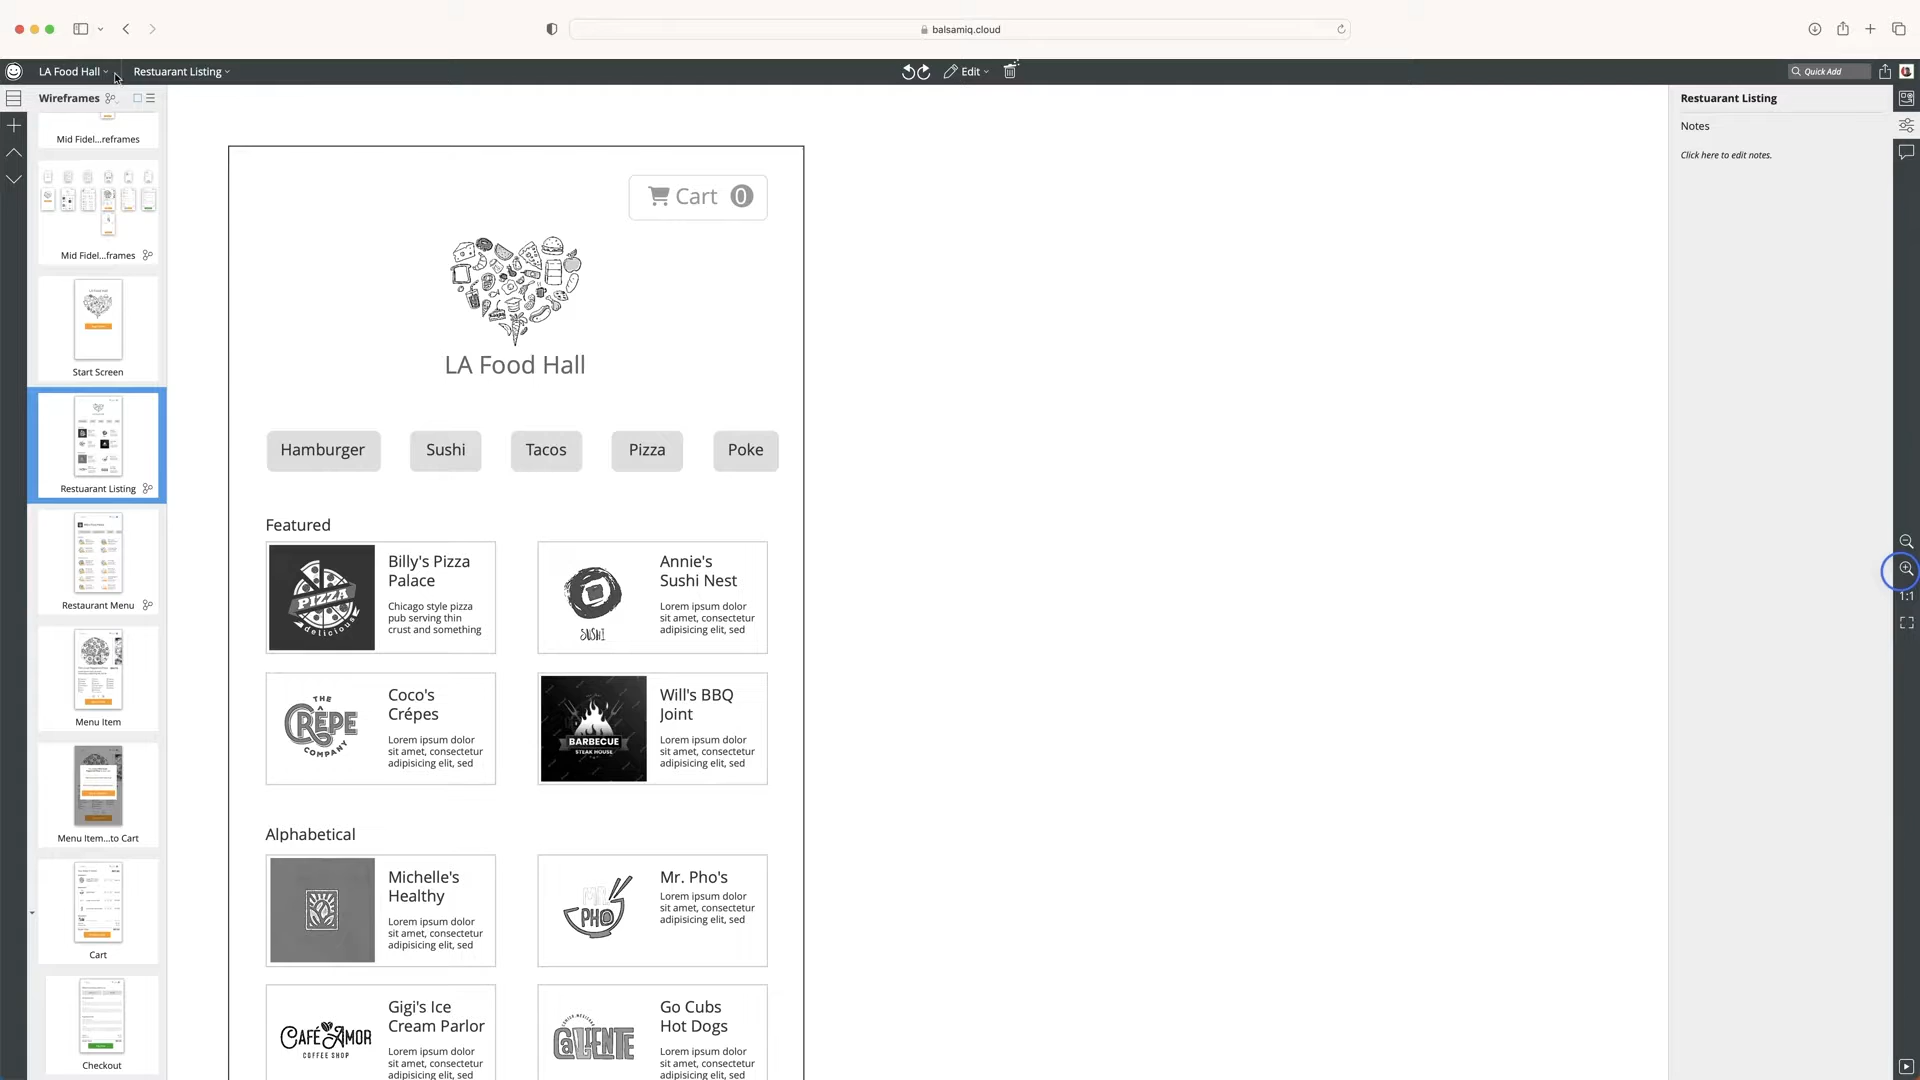 balsamiq.cloud
LA Food Hall
Restuarant Listing
Edit
Quick Add
Wireframes
Mid Fidel...reframes
Mid Fidel...frames
Start Screen
Restuarant Listing
Restaurant Menu
Menu Item
Menu Item...to Cart
Cart
Checkout
Cart 0
LA Food Hall
Hamburger
Sushi
Tacos
Pizza
Poke
Featured
PIZZA
delicious
Billy's Pizza
Palace
Chicago style pizza
pub serving thin
crust and something
SUSHI
Annie's
Sushi Nest
Lorem ipsum dolor
sit amet, consectetur
adipisicing elit, sed
THE
CRÊPE
COMPANY
Coco's
Crépes
Lorem ipsum dolor
sit amet, consectetur
adipisicing elit, sed
BARBECUE
STEAK HOUSE
Will's BBQ
Joint
Lorem ipsum dolor
sit amet, consectetur
adipisicing elit, sed
Alphabetical
Michelle's
Healthy
Lorem ipsum dolor
sit amet, consectetur
adipisicing elit, sed
MR.
PHO
Mr. Pho's
Lorem ipsum dolor
sit amet, consectetur
adipisicing elit, sed
CAFÉ AMOR
COFFEE SHOP
Gigi's Ice
Cream Parlor
Lorem ipsum dolor
sit amet, consectetur
adipisicing elit, sed
CALIENTE
Go Cubs
Hot Dogs
Lorem ipsum dolor
sit amet, consectetur
adipisicing elit, sed
Restuarant Listing
Notes
Click here to edit notes.
1:1